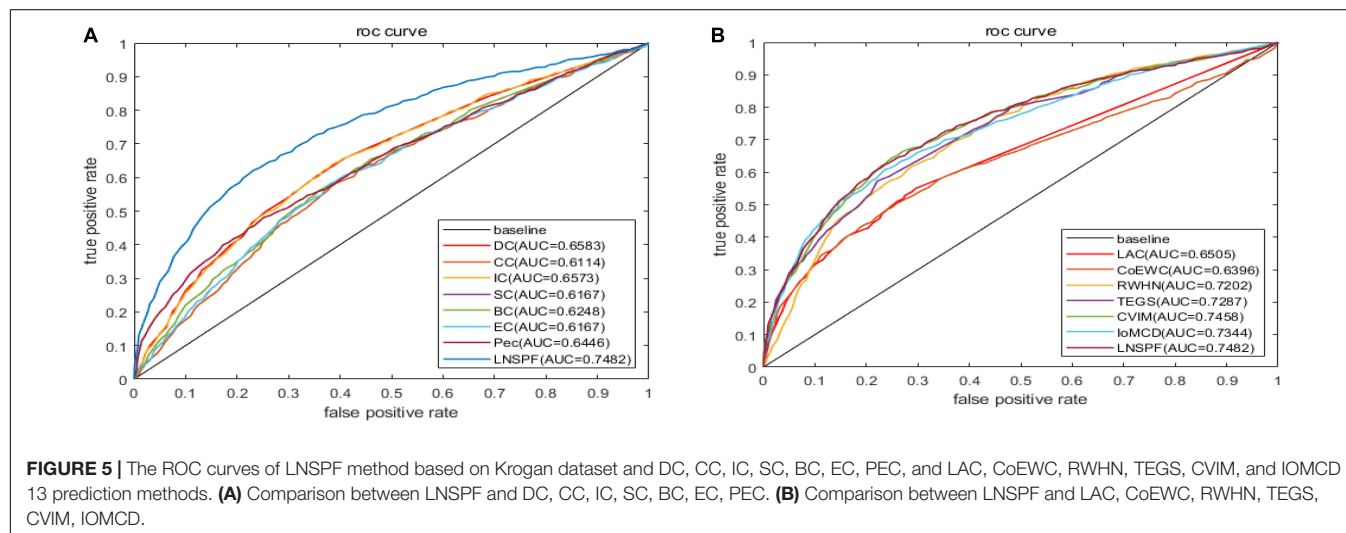 A
roc curve
1
0.9
0.8
0.7
0.6
0.5
0.4
0.3
0.2
0.1
0
true positive rate
baseline
DC(AUC=0.6583)
CC(AUC=0.6114)
IC(AUC=0.6573)
SC(AUC=0.6167)
BC(AUC=0.6248)
EC(AUC=0.6167)
Pec(AUC=0.6446)
LNSPF(AUC=0.7482)
0 0.1 0.2 0.3 0.4 0.5 0.6 0.7 0.8 0.9 1
false positive rate
B
roc curve
1
0.9
0.8
0.7
0.6
0.5
0.4
0.3
0.2
0.1
0
true positive rate
baseline
LAC(AUC=0.6505)
CoEWC(AUC=0.6396)
RWHN(AUC=0.7202)
TEGS(AUC=0.7287)
CVIM(AUC=0.7458)
IoMCD(AUC=0.7344)
LNSPF(AUC=0.7482)
0 0.1 0.2 0.3 0.4 0.5 0.6 0.7 0.8 0.9 1
false positive rate
FIGURE 5 | The ROC curves of LNSPF method based on Krogan dataset and DC, CC, IC, SC, BC, EC, PEC, and LAC, CoEWC, RWHN, TEGS, CVIM, and IOMCD
13 prediction methods. (A) Comparison between LNSPF and DC, CC, IC, SC, BC, EC, PEC. (B) Comparison between LNSPF and LAC, CoEWC, RWHN, TEGS,
CVIM, IOMCD.